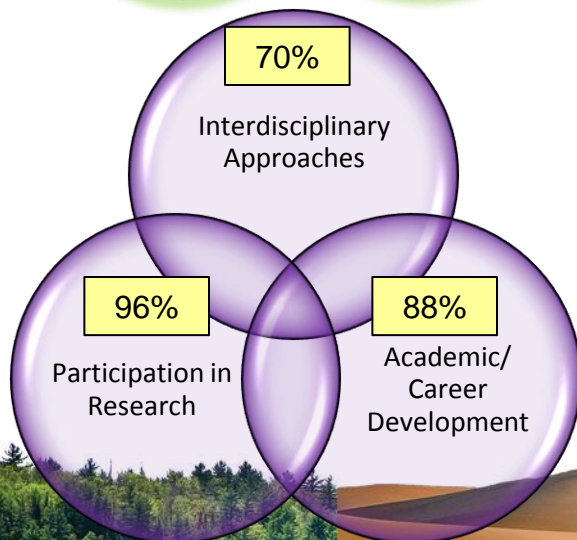 70%
Interdisciplinary
Approaches
96%
Participation in
Research
88%
Academic/
Career
Development